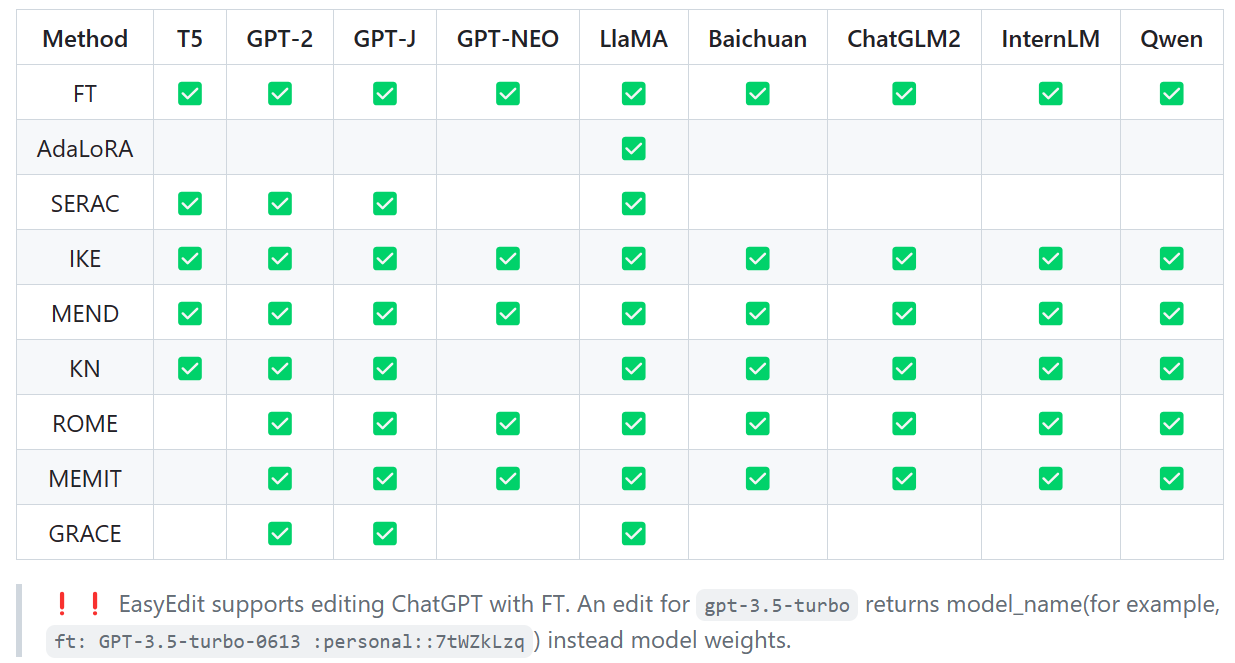 Method T5 GPT-2 GPT-J GPT-NEO LlaMA Baichuan ChatGLM2 InternLM Qwen
FT ✅ ✅ ✅ ✅ ✅ ✅ ✅ ✅ ✅
AdaLoRA ✅
SERAC ✅ ✅ ✅ ✅
IKE ✅ ✅ ✅ ✅ ✅ ✅ ✅ ✅ ✅
MEND ✅ ✅ ✅ ✅ ✅ ✅ ✅ ✅ ✅
KN ✅ ✅ ✅ ✅ ✅ ✅ ✅ ✅
ROME ✅ ✅ ✅ ✅ ✅ ✅ ✅ ✅
MEMIT ✅ ✅ ✅ ✅ ✅ ✅ ✅ ✅
GRACE ✅ ✅ ✅
❗ ❗ EasyEdit supports editing ChatGPT with FT. An edit for gpt-3.5-turbo returns model_name(for example,
ft: GPT-3.5-turbo-0613 :personal::7tWZkLzq) instead model weights.